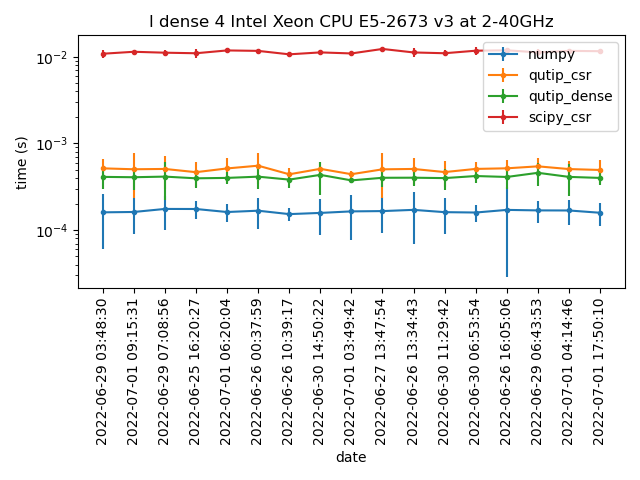 l dense 4 Intel Xeon CPU E5-2673 v3 at 2-40GHz
time (s)
10⁻²
10⁻³
10⁻⁴
numpy
qutip_csr
qutip_dense
scipy_csr
2022-06-29 03:48:30
2022-07-01 09:15:31
2022-06-29 07:08:56
2022-06-25 16:20:27
2022-07-01 06:20:04
2022-06-26 00:37:59
2022-06-26 10:39:17
2022-06-30 14:50:22
2022-07-01 03:49:42
2022-06-27 13:47:54
2022-06-26 13:34:43
2022-06-30 11:29:42
2022-06-30 06:53:54
2022-06-26 16:05:06
2022-06-29 06:43:53
2022-07-01 04:14:46
2022-07-01 17:50:10
date